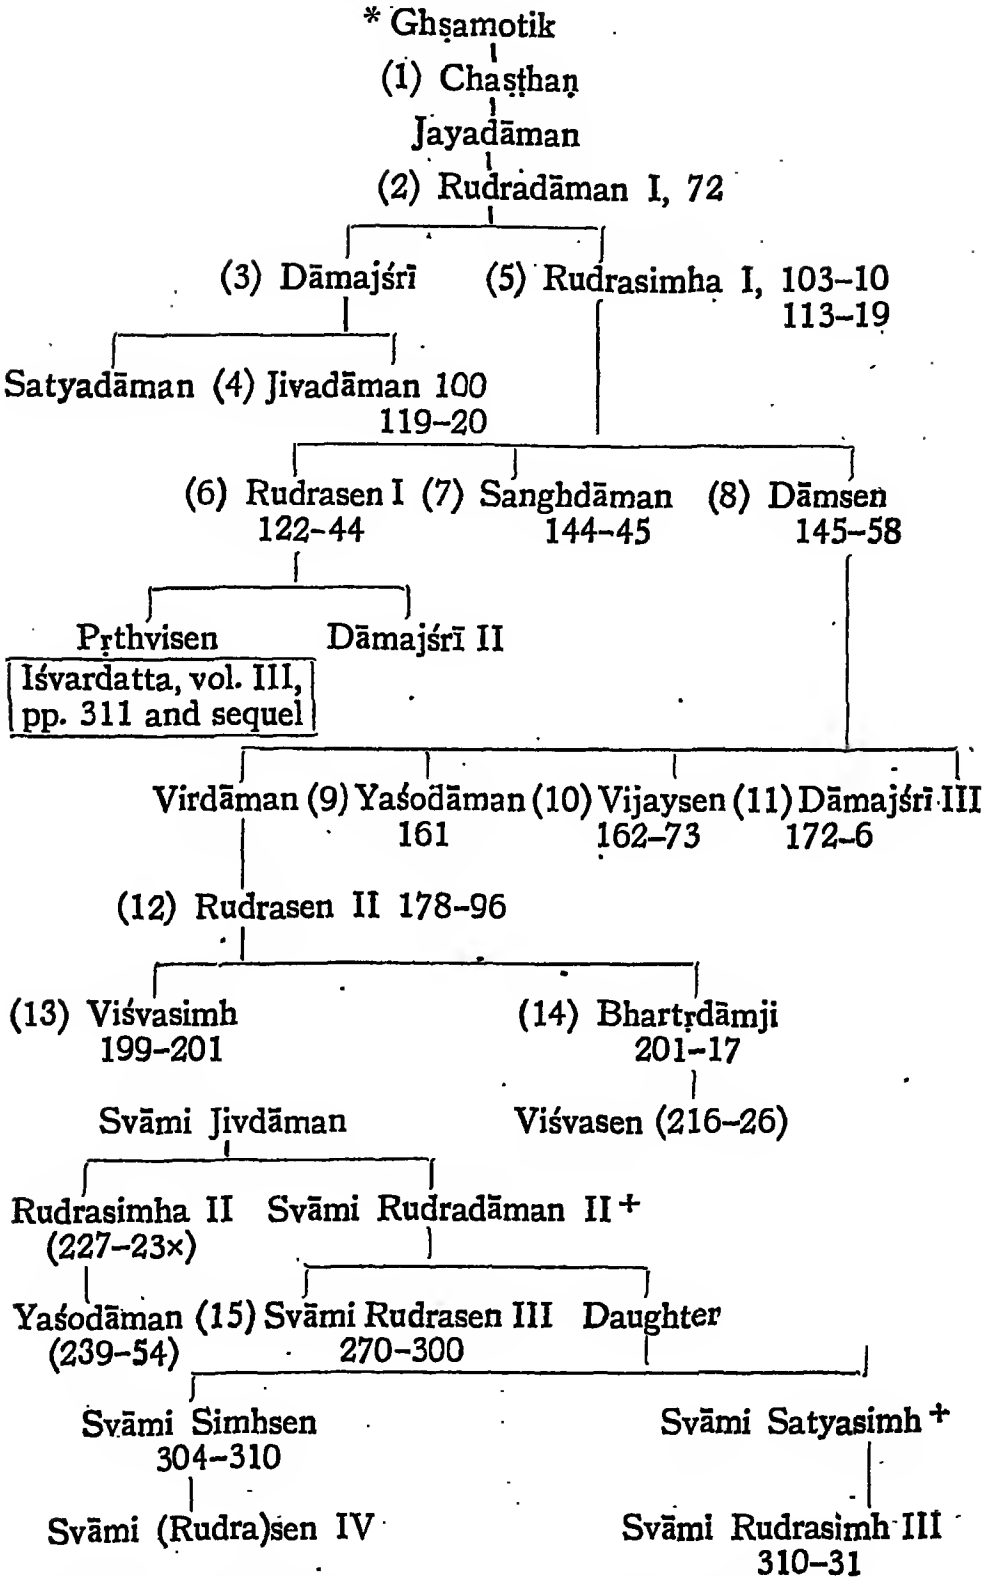 * Ghṣamotik
(1) Chaṣṭhaṇ
Jayadāman
(2) Rudradāman I, 72
(3) Dāmajśrī (5) Rudrasimha I, 103–10
113–19
Satyadāman (4) Jivadāman 100
119–20
(6) Rudrasen I (7) Sanghdāman (8) Dāmsen
122–44 144–45 145–58
Pṛthvisen Dāmajśrī II
Iśvardatta, vol. III,
pp. 311 and sequel
Virdāman (9) Yaśodāman (10) Vijaysen (11) Dāmajśrī III
161 162–73 172–6
(12) Rudrasen II 178–96
(13) Viśvasimh (14) Bhartṛdāmji
199–201 201–17
Svāmi Jivdāman Viśvasen (216–26)
Rudrasimha II Svāmi Rudradāman II +
(227–23x)
Yaśodāman (15) Svāmi Rudrasen III Daughter
(239–54) 270–300
Svāmi Simhsen Svāmi Satyasimh +
304–310
Svāmi (Rudra)sen IV Svāmi Rudrasimh III
310–31